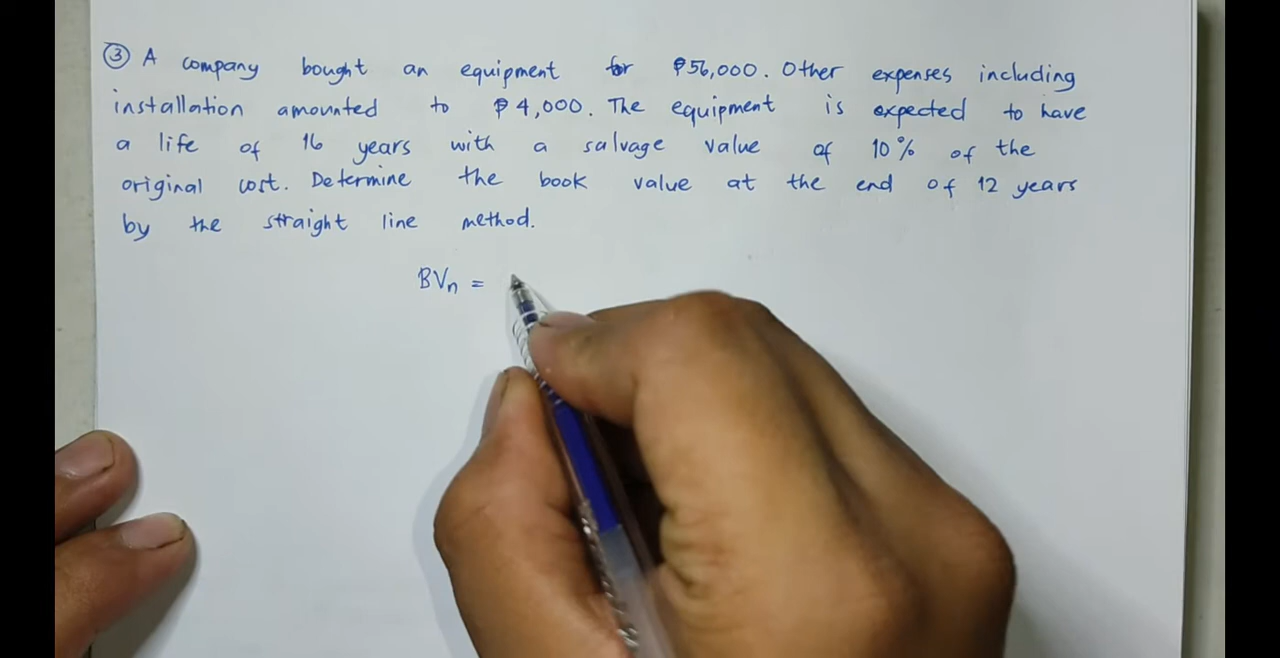 ③ A company bought an equipment for ₱56,000. Other expenses including
installation amounted to ₱4,000. The equipment is expected to have
a life of 16 years with a salvage value of 10% of the
original cost. Determine the book value at the end of 12 years
by the straight line method.
BVₙ =